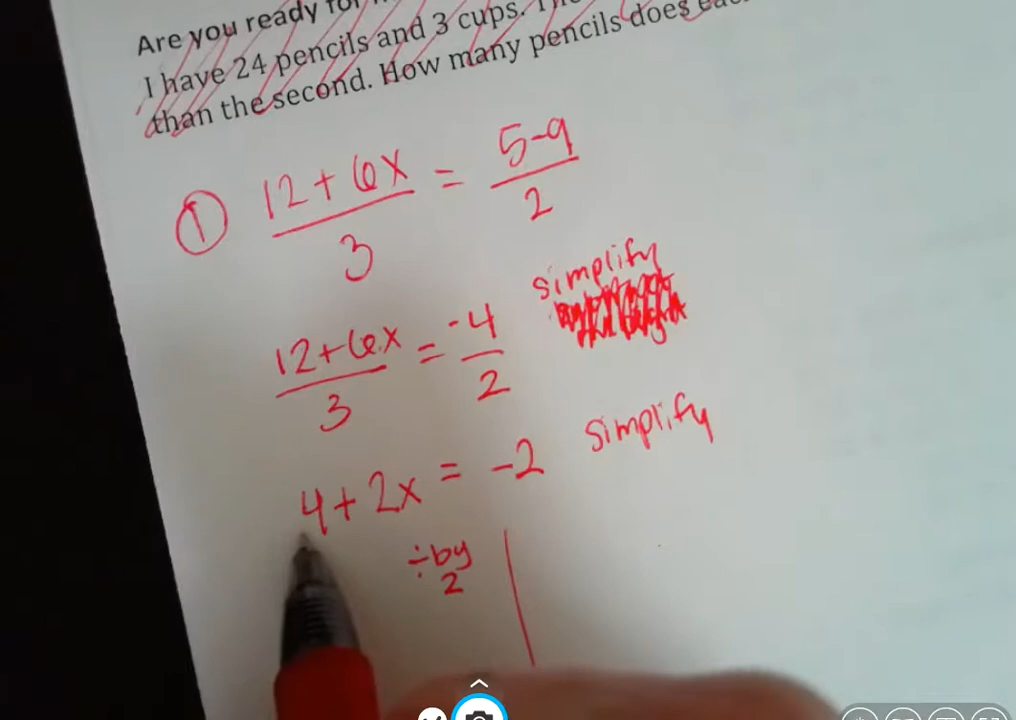 Are you ready for
I have 24 pencils and 3 cups.
than the second. How many pencils does
① 12 + 6x = 5-9
3 2
simplify
12+6x = -4
3 2
4 + 2x = -2 simplify
÷ by
2